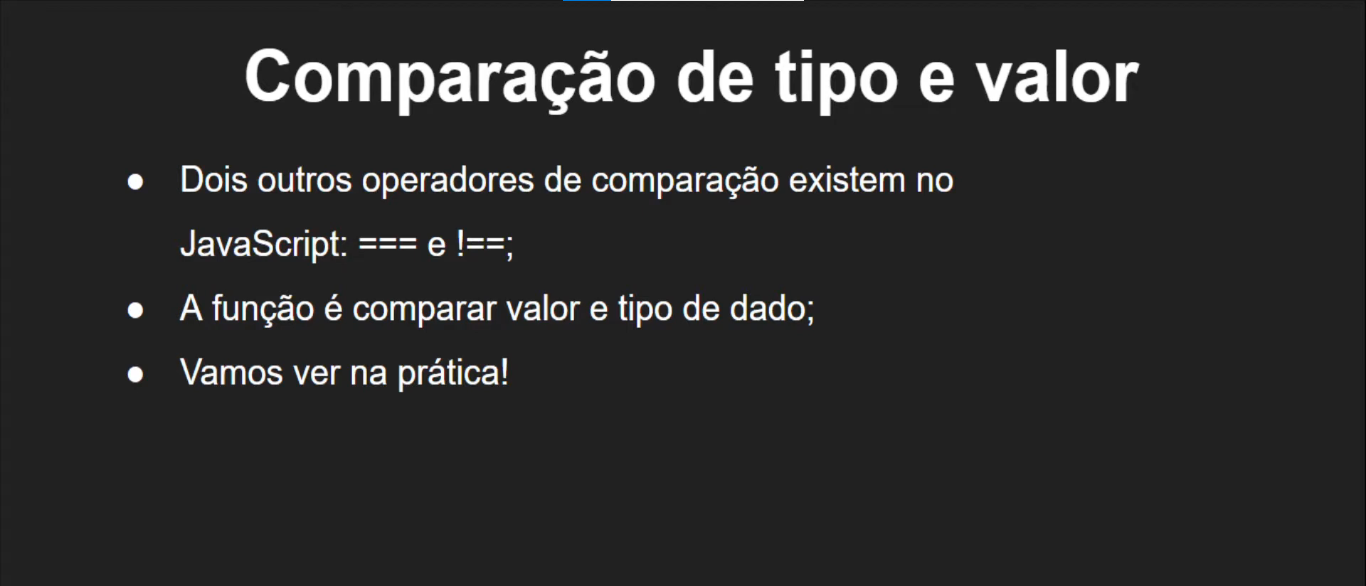 Comparação de tipo e valor
● Dois outros operadores de comparação existem no
JavaScript: === e !==;
● A função é comparar valor e tipo de dado;
● Vamos ver na prática!